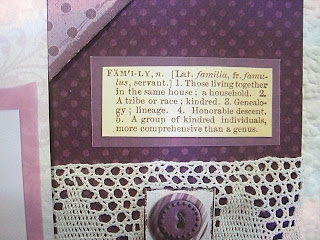 FĂM'I-LY, n. [Lat. familia, fr. famu-
lus, servant.] 1. Those living together
in the same house; a household. 2.
A tribe or race; kindred. 3. Genealo-
gy; lineage. 4. Honorable descent.
5. A group of kindred individuals,
more comprehensive than a genus.